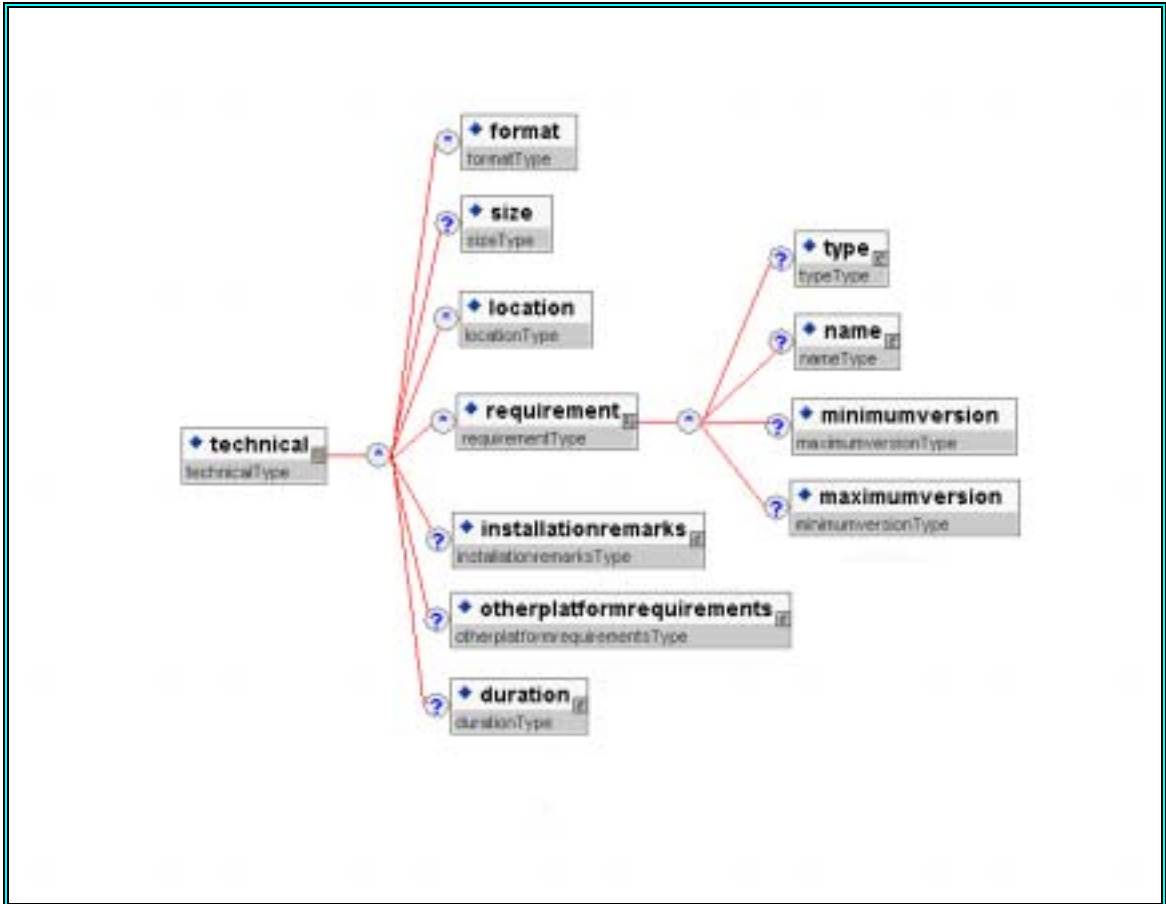 format
formatType
size
sizeType
location
locationType
requirement
requirementType
technical
technicalType
installationremarks
installationremarksType
otherplatformrequirements
otherplatformrequirementsType
duration
durationType
type
typeType
name
nameType
minimumversion
maximumversionType
maximumversion
minimumversionType
?
?
?
?
?
?
?
?